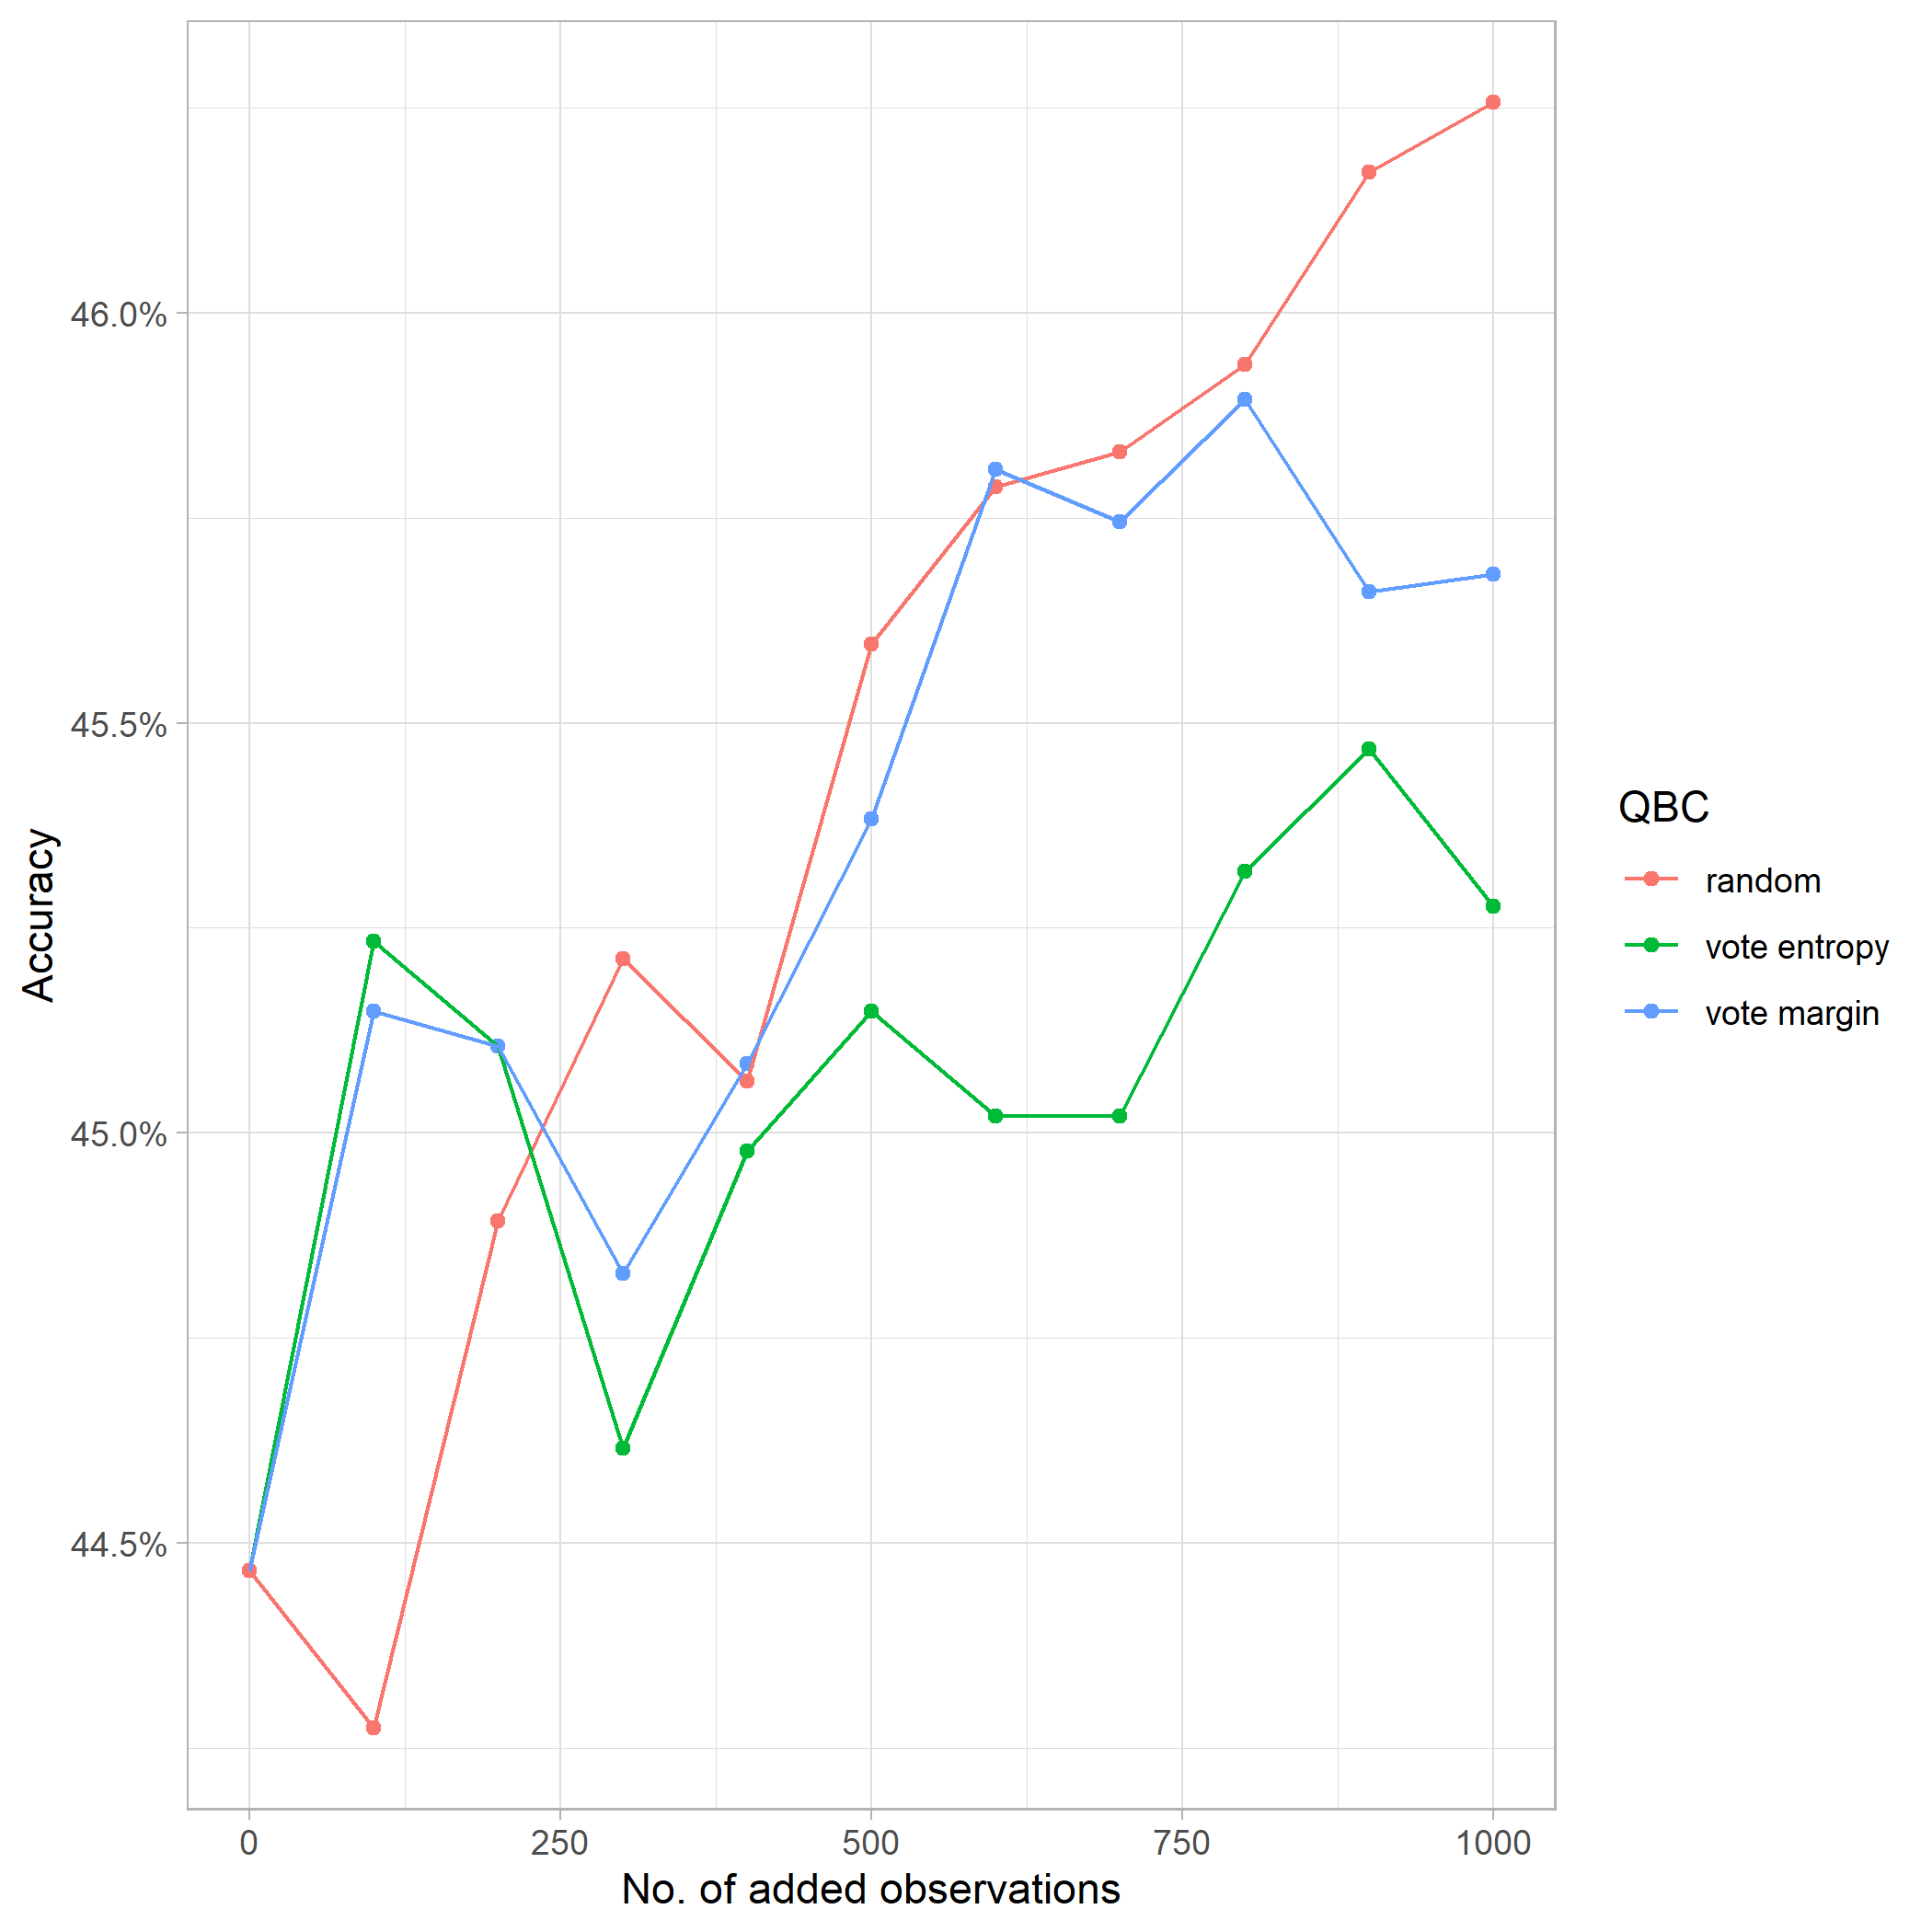 46.0%
45.5%
45.0%
44.5%
Accuracy
0 250 500 750 1000
No. of added observations
QBC
random
vote entropy
vote margin